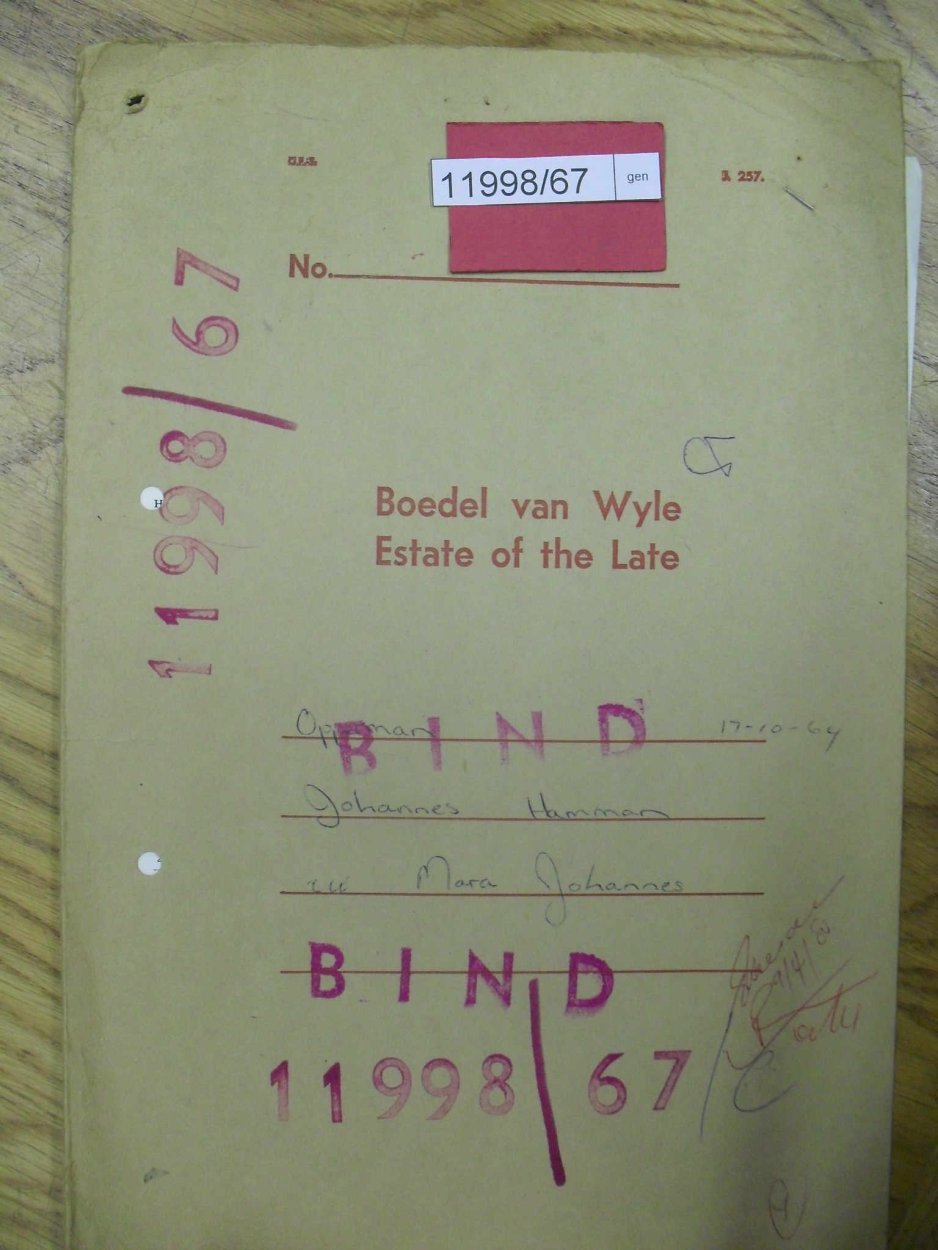 U.F.S.
11998/67 gen
J. 257.
No.
11998/67
Boedel van Wyle
Estate of the Late
Opperman 17-10-64
BIND
Johannes Hamman
Mara Johannes
BIND
11998/67